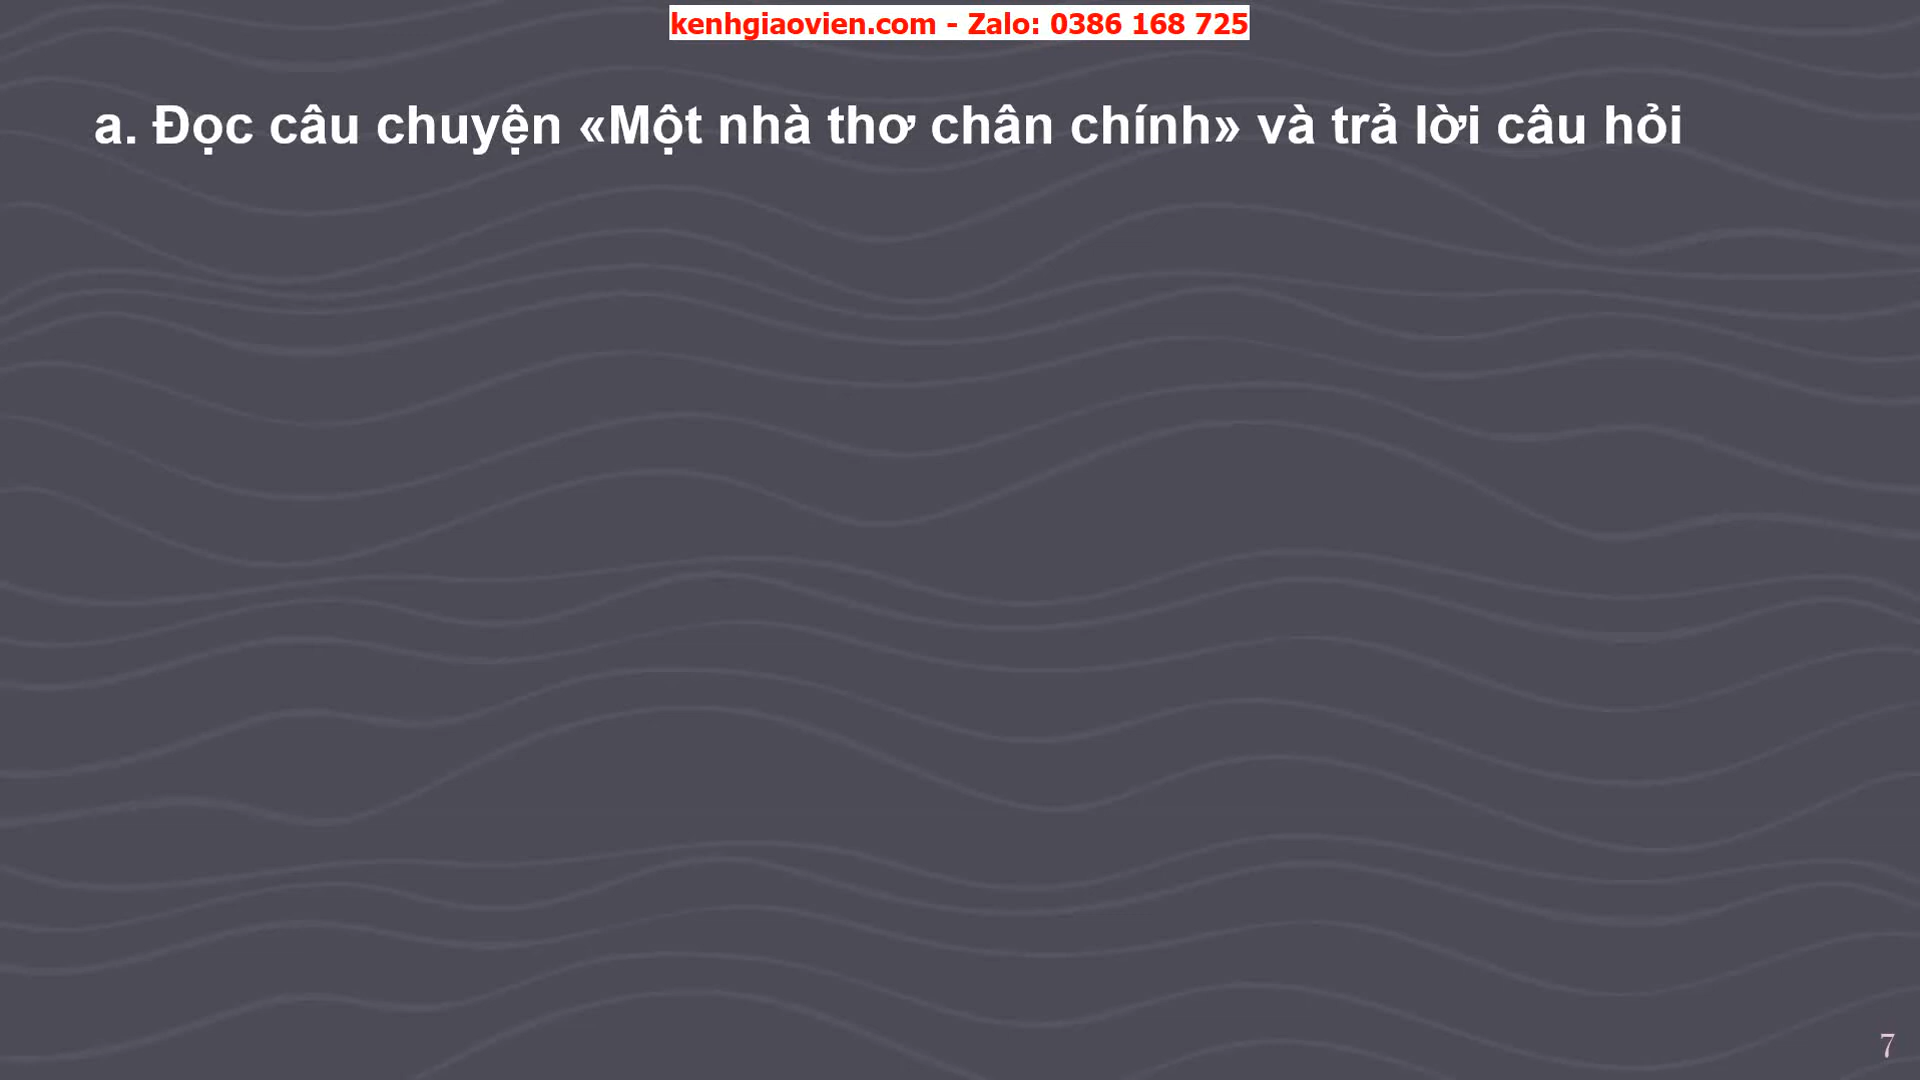 kenhgiaovien.com - Zalo: 0386 168 725
a. Đọc câu chuyện «Một nhà thơ chân chính» và trả lời câu hỏi
7